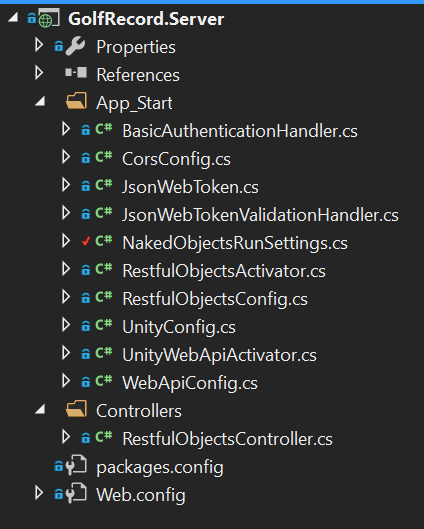 GolfRecord.Server
Properties
References
App_Start
C# BasicAuthenticationHandler.cs
C# CorsConfig.cs
C# JsonWebToken.cs
C# JsonWebTokenValidationHandler.cs
C# NakedObjectsRunSettings.cs
C# RestfulObjectsActivator.cs
C# RestfulObjectsConfig.cs
C# UnityConfig.cs
C# UnityWebApiActivator.cs
C# WebApiConfig.cs
Controllers
C# RestfulObjectsController.cs
packages.config
Web.config